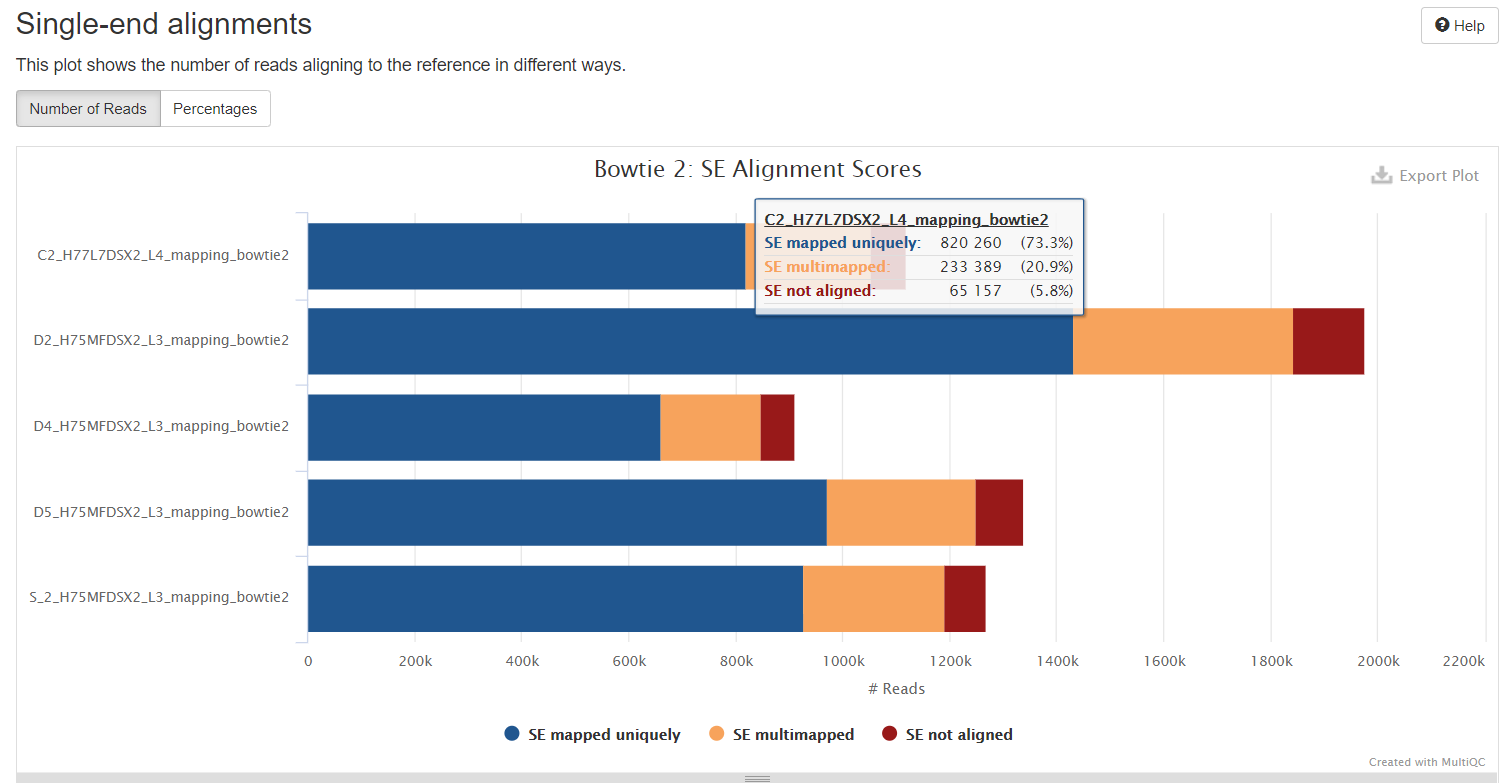 Single-end alignments
Help
This plot shows the number of reads aligning to the reference in different ways.
Number of Reads Percentages
Bowtie 2: SE Alignment Scores
Export Plot
C2_H77L7DSX2_L4_mapping_bowtie2
SE mapped uniquely: 820 260 (73.3%)
SE multimapped: 233 389 (20.9%)
SE not aligned: 65 157 (5.8%)
C2_H77L7DSX2_L4_mapping_bowtie2
D2_H75MFDSX2_L3_mapping_bowtie2
D4_H75MFDSX2_L3_mapping_bowtie2
D5_H75MFDSX2_L3_mapping_bowtie2
S_2_H75MFDSX2_L3_mapping_bowtie2
0 200k 400k 600k 800k 1000k 1200k 1400k 1600k 1800k 2000k 2200k
# Reads
SE mapped uniquely SE multimapped SE not aligned
Created with MultiQC